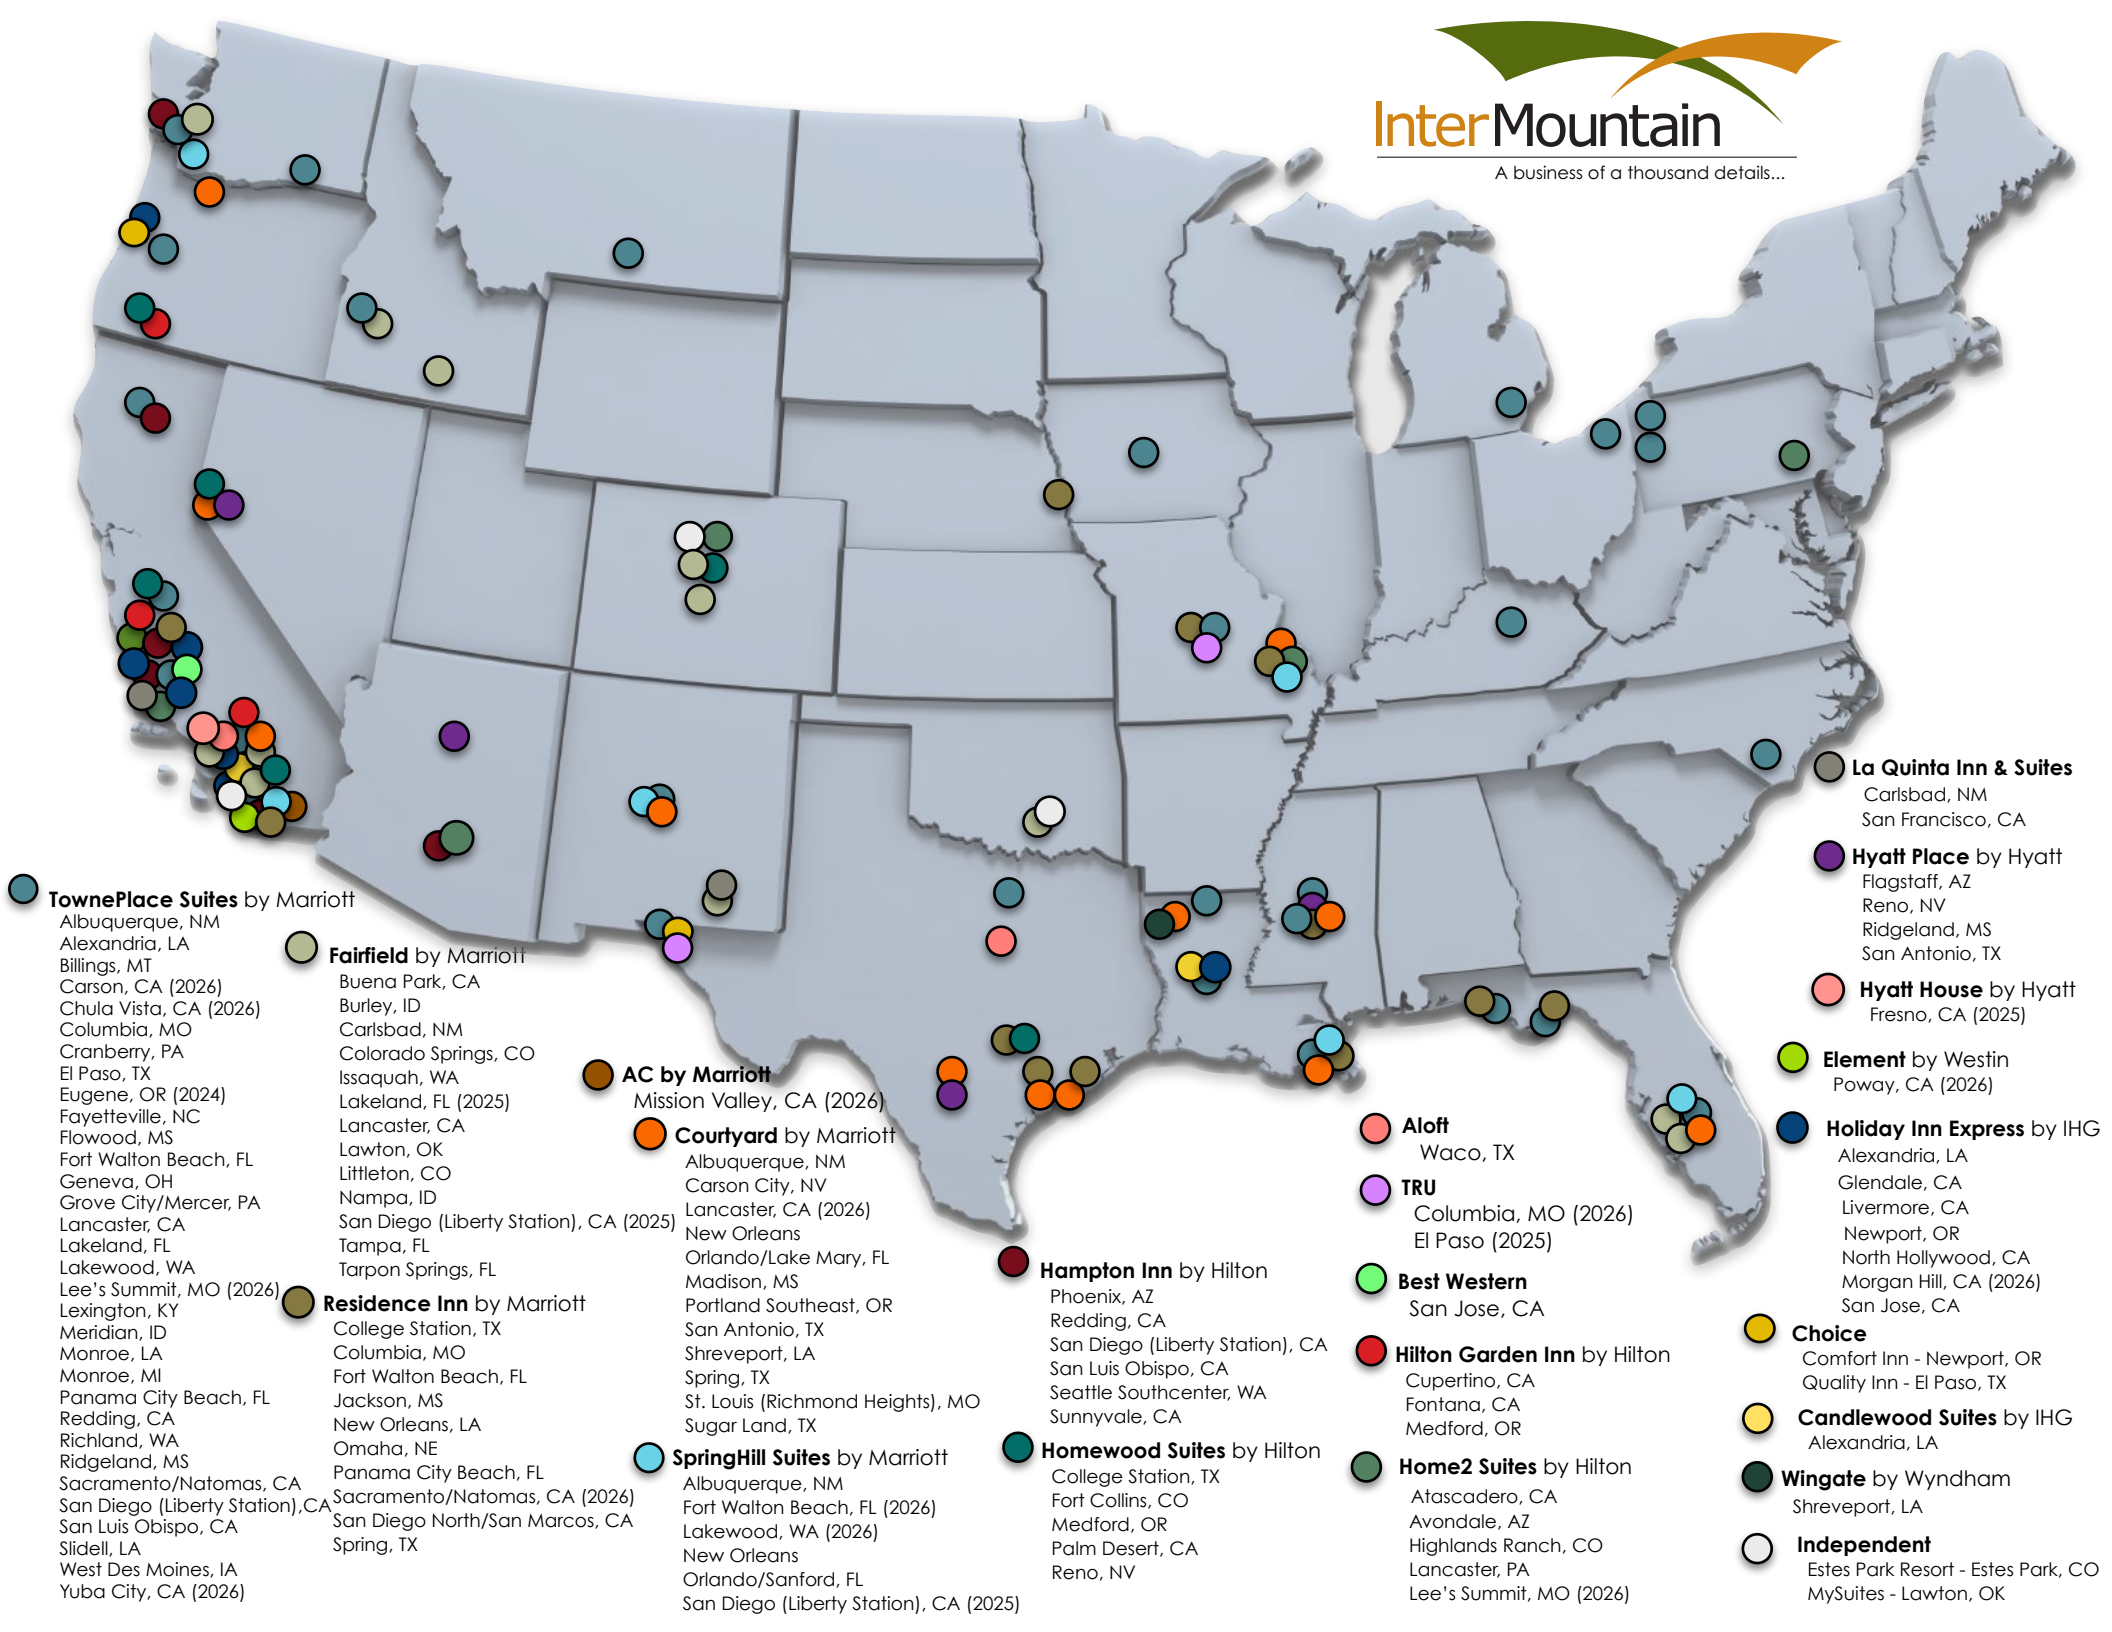 InterMountain
A business of a thousand details...
TownePlace Suites by Marriott
Albuquerque, NM
Alexandria, LA
Billings, MT
Carson, CA (2026)
Chula Vista, CA (2026)
Columbia, MO
Cranberry, PA
El Paso, TX
Eugene, OR (2024)
Fayetteville, NC
Flowood, MS
Fort Walton Beach, FL
Geneva, OH
Grove City/Mercer, PA
Lancaster, CA
Lakeland, FL
Lakewood, WA
Lee's Summit, MO (2026)
Lexington, KY
Meridian, ID
Monroe, LA
Monroe, MI
Panama City Beach, FL
Redding, CA
Richland, WA
Ridgeland, MS
Sacramento/Natomas, CA
San Diego (Liberty Station),CA
San Luis Obispo, CA
Slidell, LA
West Des Moines, IA
Yuba City, CA (2026)
Fairfield by Marriott
Buena Park, CA
Burley, ID
Carlsbad, NM
Colorado Springs, CO
Issaquah, WA
Lakeland, FL (2025)
Lancaster, CA
Lawton, OK
Littleton, CO
Nampa, ID
San Diego (Liberty Station), CA (2025)
Tampa, FL
Tarpon Springs, FL
Residence Inn by Marriott
College Station, TX
Columbia, MO
Fort Walton Beach, FL
Jackson, MS
New Orleans, LA
Omaha, NE
Panama City Beach, FL
Sacramento/Natomas, CA (2026)
San Diego North/San Marcos, CA
Spring, TX
AC by Marriott
Mission Valley, CA (2026)
Courtyard by Marriott
Albuquerque, NM
Carson City, NV
Lancaster, CA (2026)
New Orleans
Orlando/Lake Mary, FL
Madison, MS
Portland Southeast, OR
San Antonio, TX
Shreveport, LA
Spring, TX
St. Louis (Richmond Heights), MO
Sugar Land, TX
SpringHill Suites by Marriott
Albuquerque, NM
Fort Walton Beach, FL (2026)
Lakewood, WA (2026)
New Orleans
Orlando/Sanford, FL
San Diego (Liberty Station), CA (2025)
Hampton Inn by Hilton
Phoenix, AZ
Redding, CA
San Diego (Liberty Station), CA
San Luis Obispo, CA
Seattle Southcenter, WA
Sunnyvale, CA
Homewood Suites by Hilton
College Station, TX
Fort Collins, CO
Medford, OR
Palm Desert, CA
Reno, NV
Aloft
Waco, TX
TRU
Columbia, MO (2026)
El Paso (2025)
Best Western
San Jose, CA
Hilton Garden Inn by Hilton
Cupertino, CA
Fontana, CA
Medford, OR
Home2 Suites by Hilton
Atascadero, CA
Avondale, AZ
Highlands Ranch, CO
Lancaster, PA
Lee's Summit, MO (2026)
La Quinta Inn & Suites
Carlsbad, NM
San Francisco, CA
Hyatt Place by Hyatt
Flagstaff, AZ
Reno, NV
Ridgeland, MS
San Antonio, TX
Hyatt House by Hyatt
Fresno, CA (2025)
Element by Westin
Poway, CA (2026)
Holiday Inn Express by IHG
Alexandria, LA
Glendale, CA
Livermore, CA
Newport, OR
North Hollywood, CA
Morgan Hill, CA (2026)
San Jose, CA
Choice
Comfort Inn - Newport, OR
Quality Inn - El Paso, TX
Candlewood Suites by IHG
Alexandria, LA
Wingate by Wyndham
Shreveport, LA
Independent
Estes Park Resort - Estes Park, CO
MySuites - Lawton, OK